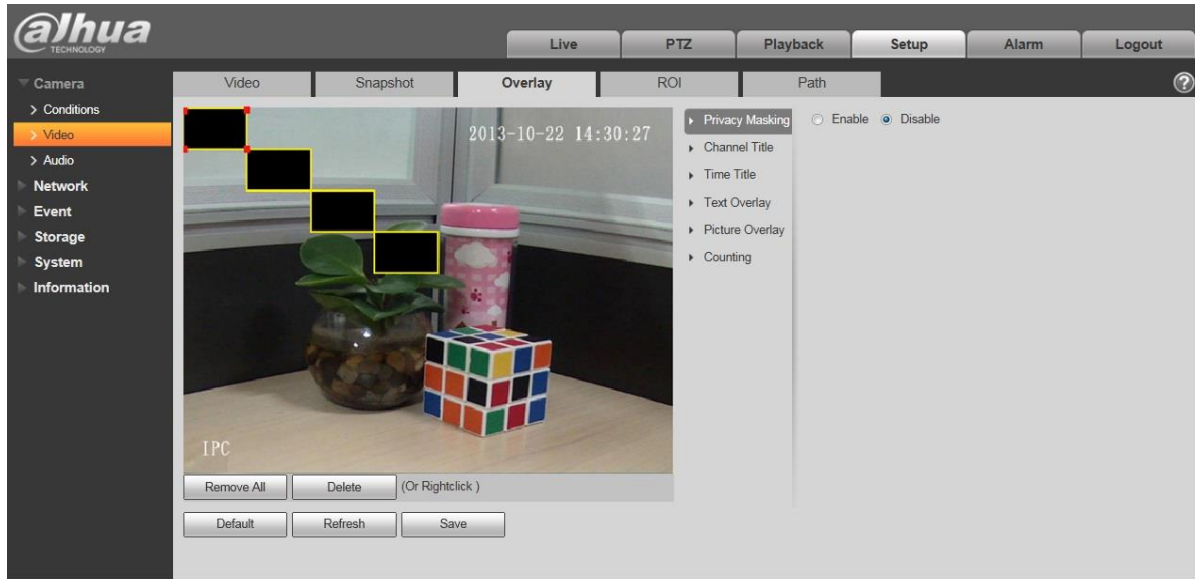 alhua
TECHNOLOGY
Live PTZ Playback Setup Alarm Logout
Camera
Conditions
Video
Audio
Network
Event
Storage
System
Information
Video Snapshot Overlay ROI Path
?
2013-10-22 14:30:27
IPC
Privacy Masking
Channel Title
Time Title
Text Overlay
Picture Overlay
Counting
Enable Disable
Remove All Delete (Or Rightclick )
Default Refresh Save